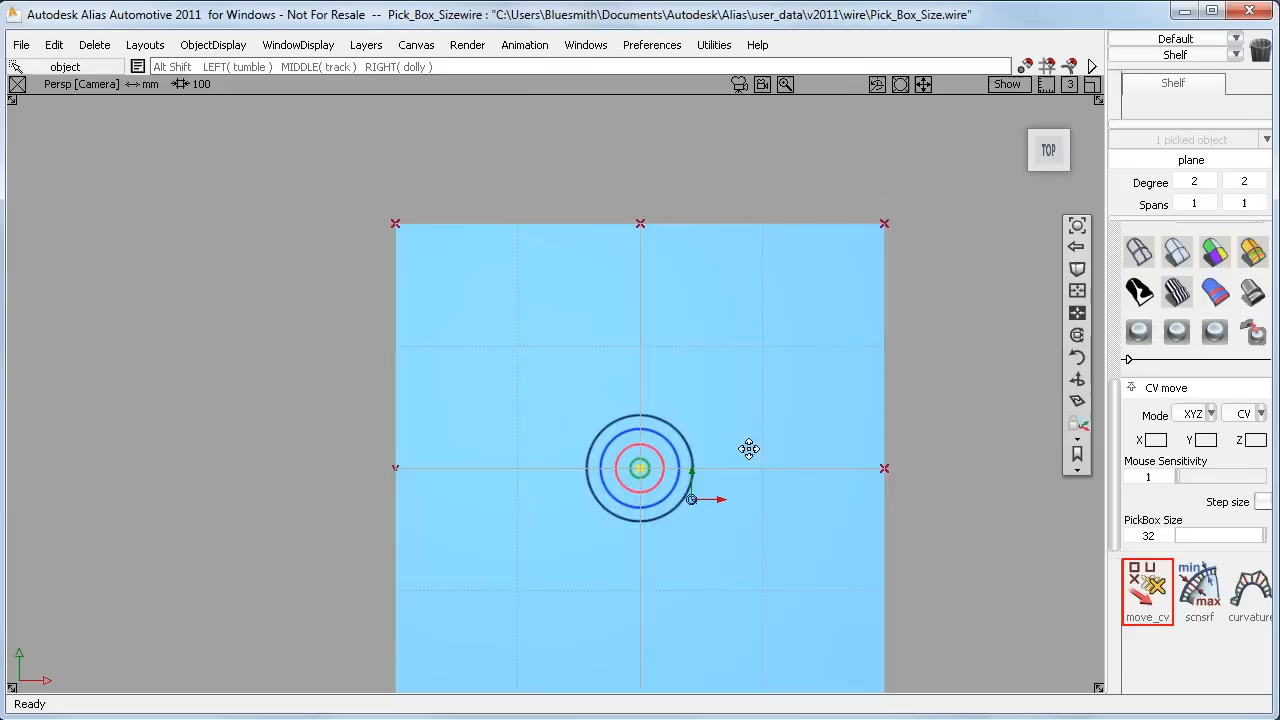 Autodesk Alias Automotive 2011 for Windows - Not For Resale -- Pick_Box_Sizewire : "C:\Users\Bluesmith\Documents\Autodesk\Alias\user_data\v2011\wire\Pick_Box_Size.wire"
File Edit Delete Layouts ObjectDisplay WindowDisplay Layers Canvas Render Animation Windows Preferences Utilities Help
object Alt Shift LEFT( tumble ) MIDDLE( track ) RIGHT( dolly )
Persp [Camera] mm 100 Show 3
Default
Shelf
Shelf
TOP
1 picked object
plane
Degree 2 2
Spans 1 1
CV move
Mode XYZ CV
X Y Z
Mouse Sensitivity
1
Step size
PickBox Size
32
min
max
move_cv scnsrf curvature
Ready